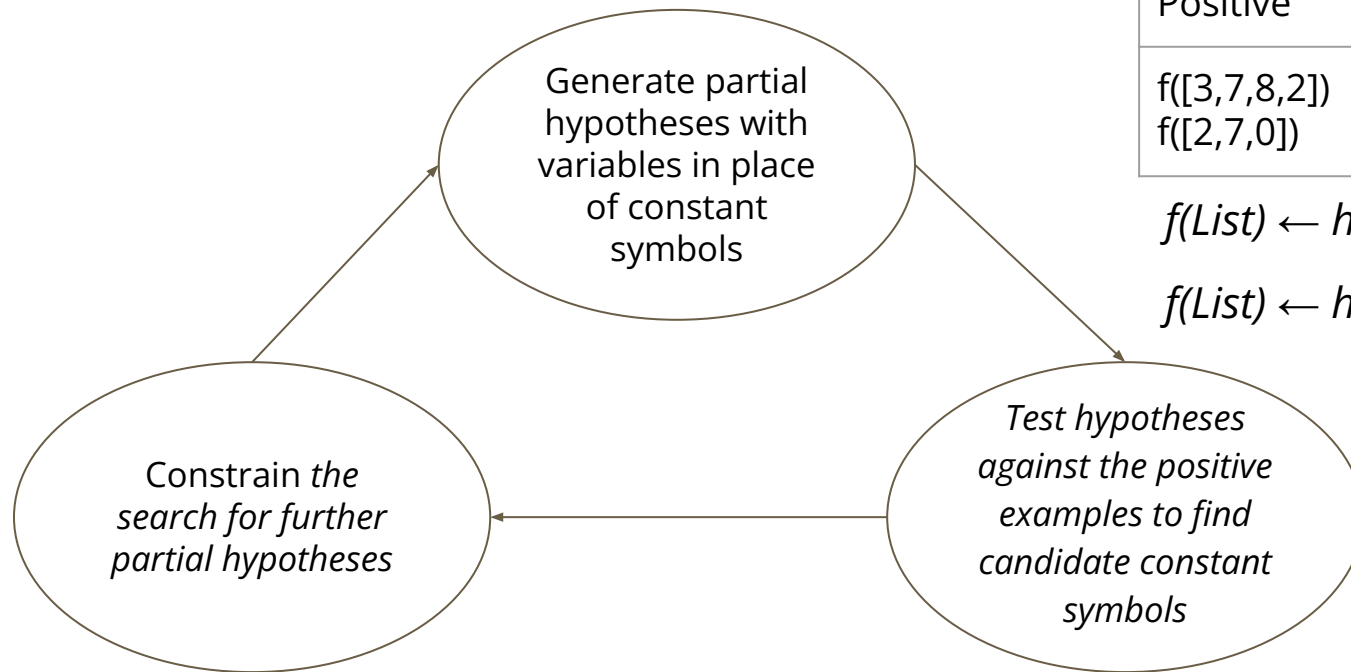 Generate partial
hypotheses with
variables in place
of constant
symbols
Positive
f([3,7,8,2])
f([2,7,0])
f(List) ← h
f(List) ← h
Test hypotheses
against the positive
examples to find
candidate constant
symbols
Constrain the
search for further
partial hypotheses